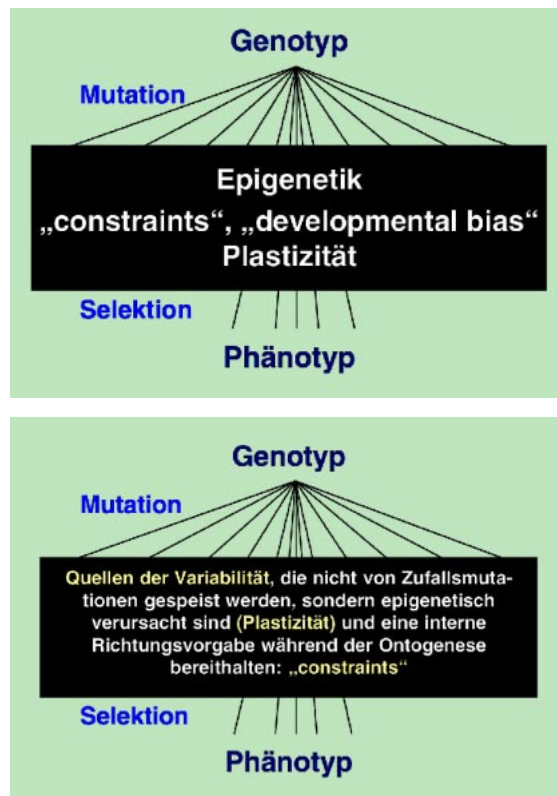 Genotyp
Mutation
Epigenetik
„constraints“, „developmental bias“
Plastizität
Selektion
Phänotyp
Genotyp
Mutation
Quellen der Variabilität, die nicht von Zufallsmuta-
tionen gespeist werden, sondern epigenetisch
verursacht sind (Plastizität) und eine interne
Richtungsvorgabe während der Ontogenese
bereithalten: „constraints“
Selektion
Phänotyp